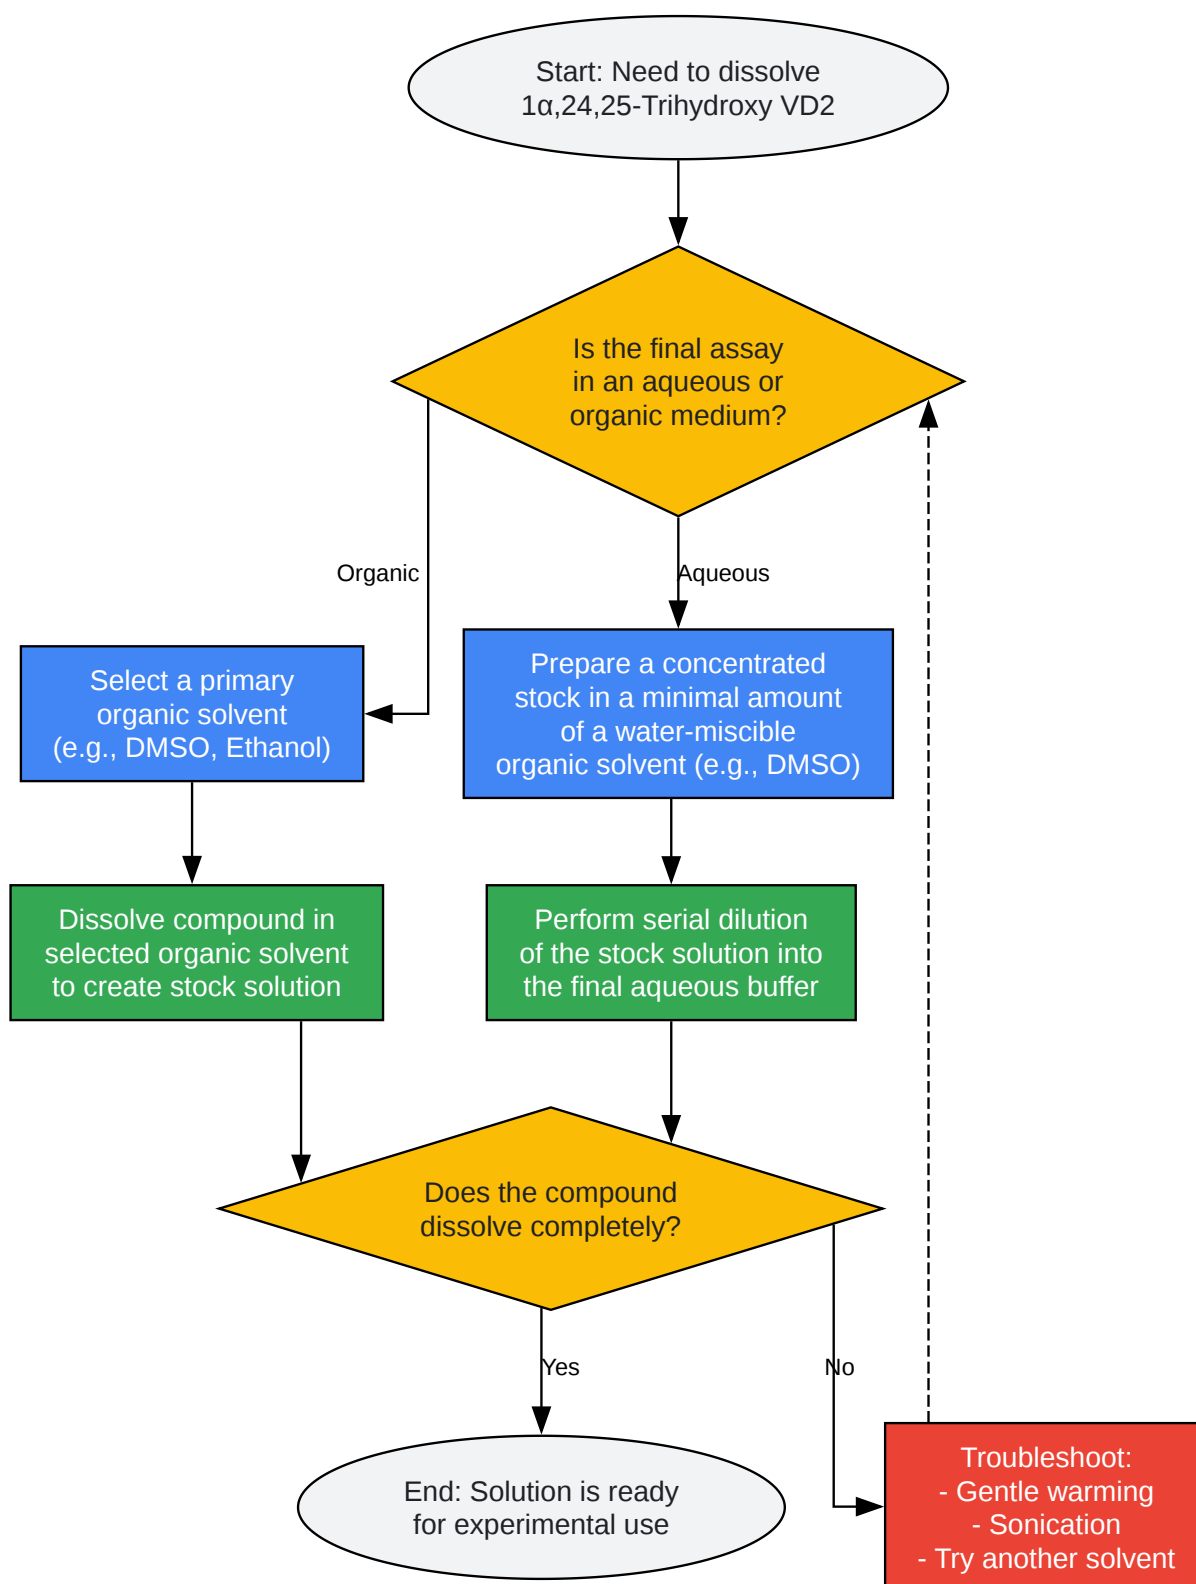 Start: Need to dissolve
1α,24,25-Trihydroxy VD2
Is the final assay
in an aqueous or
organic medium?
Organic
Aqueous
Select a primary
organic solvent
(e.g., DMSO, Ethanol)
Prepare a concentrated
stock in a minimal amount
of a water-miscible
organic solvent (e.g., DMSO)
Dissolve compound in
selected organic solvent
to create stock solution
Perform serial dilution
of the stock solution into
the final aqueous buffer
Does the compound
dissolve completely?
Yes
No
End: Solution is ready
for experimental use
Troubleshoot:
- Gentle warming
- Sonication
- Try another solvent